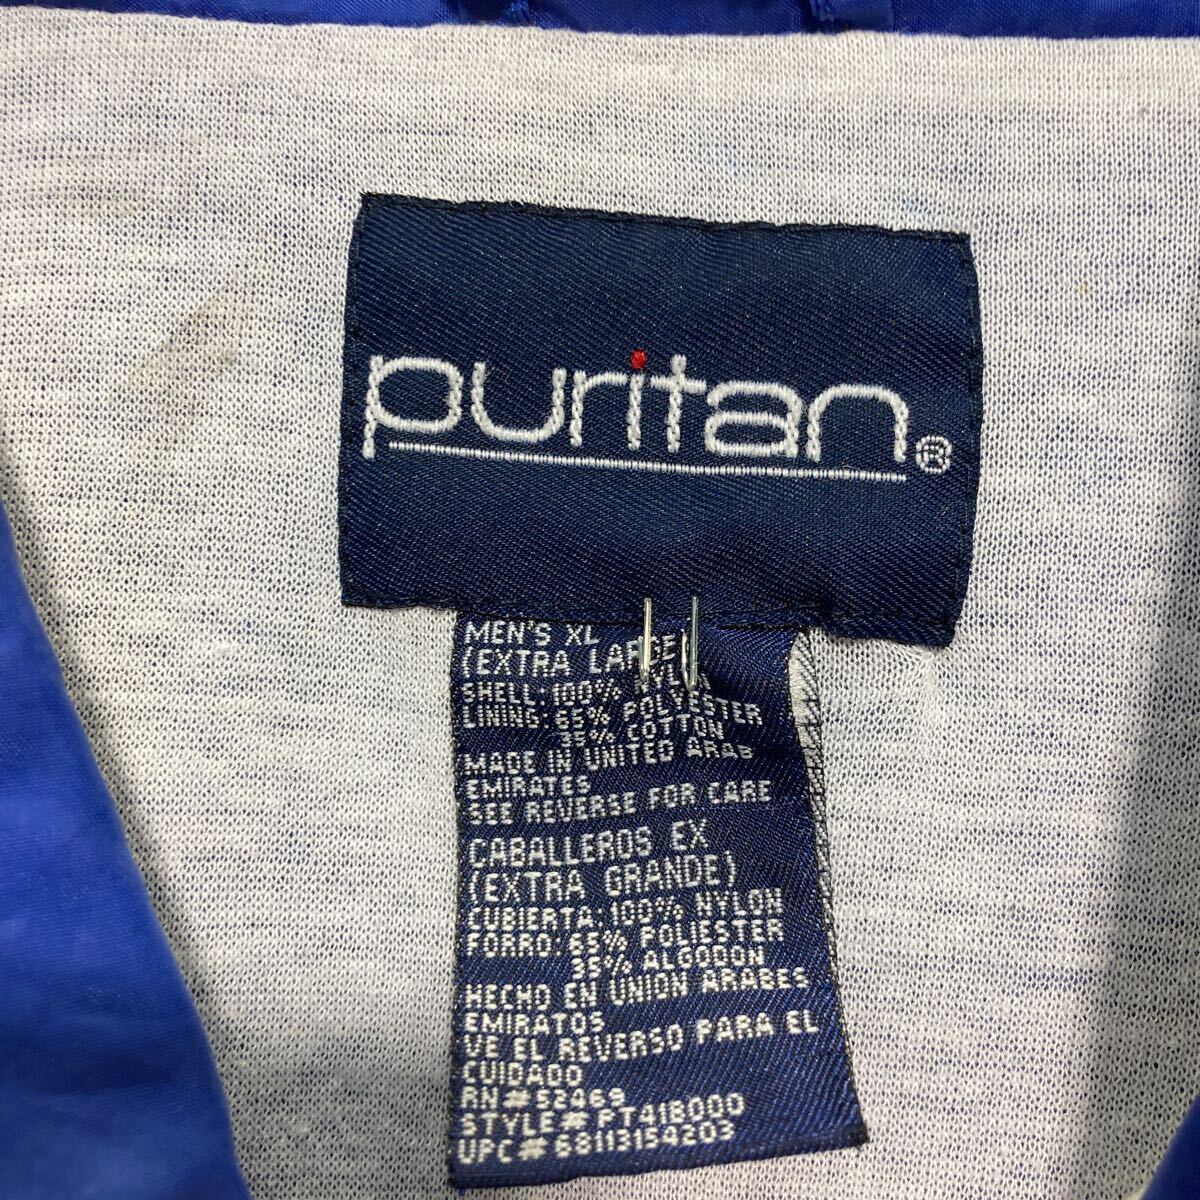 puritan®
MEN'S XL
(EXTRA LARGE)
SHELL: 100% NYLON
LINING: 65% POLYESTER
35% COTTON
MADE IN UNITED ARAB
EMIRATES
SEE REVERSE FOR CARE
CABALLEROS EX
(EXTRA GRANDE)
CUBIERTA: 100% NYLON
FORRO: 65% POLIESTER
35% ALGODON
HECHO EN UNION ARABES
EMIRATOS
VE EL REVERSO PARA EL
CUIDADO
RN# 52469
STYLE# PT418000
UPC# 68113154203